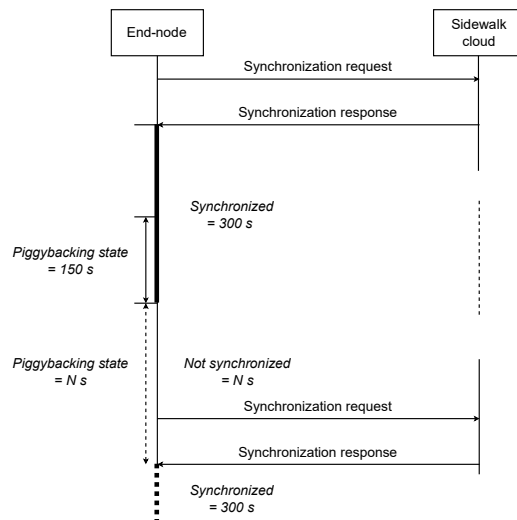 End-node
Sidewalk
cloud
Synchronization request
Synchronization response
Synchronized
= 300 s
Piggybacking state
= 150 s
Piggybacking state
= N s
Not synchronized
= N s
Synchronization request
Synchronization response
Synchronized
= 300 s